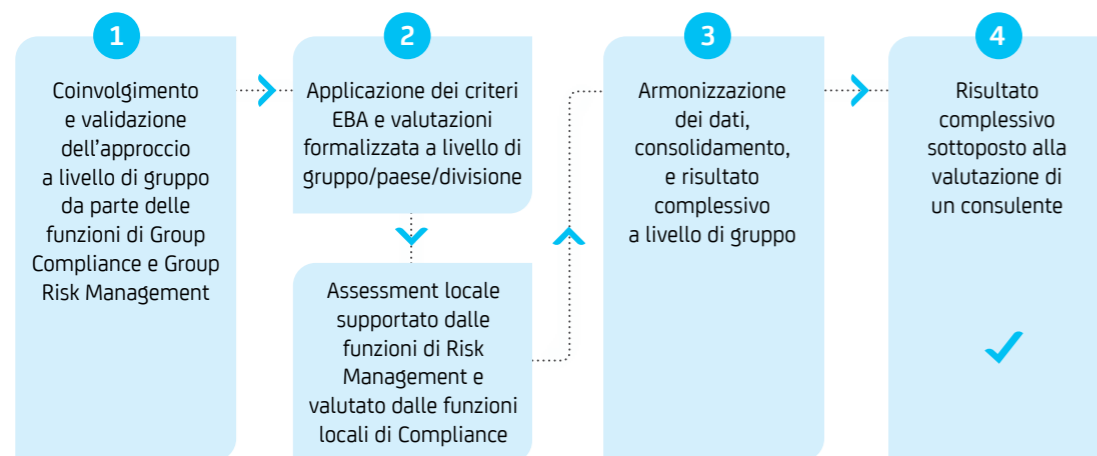 1
Coinvolgimento
e validazione
dell'approccio
a livello di gruppo
da parte delle
funzioni di Group
Compliance e Group
Risk Management
2
Applicazione dei criteri
EBA e valutazioni
formalizzata a livello di
gruppo/paese/divisione
Assessment locale
supportato dalle
funzioni di Risk
Management e
valutato dalle funzioni
locali di Compliance
3
Armonizzazione
dei dati,
consolidamento,
e risultato
complessivo
a livello di gruppo
4
Risultato
complessivo
sottoposto alla
valutazione di
un consulente